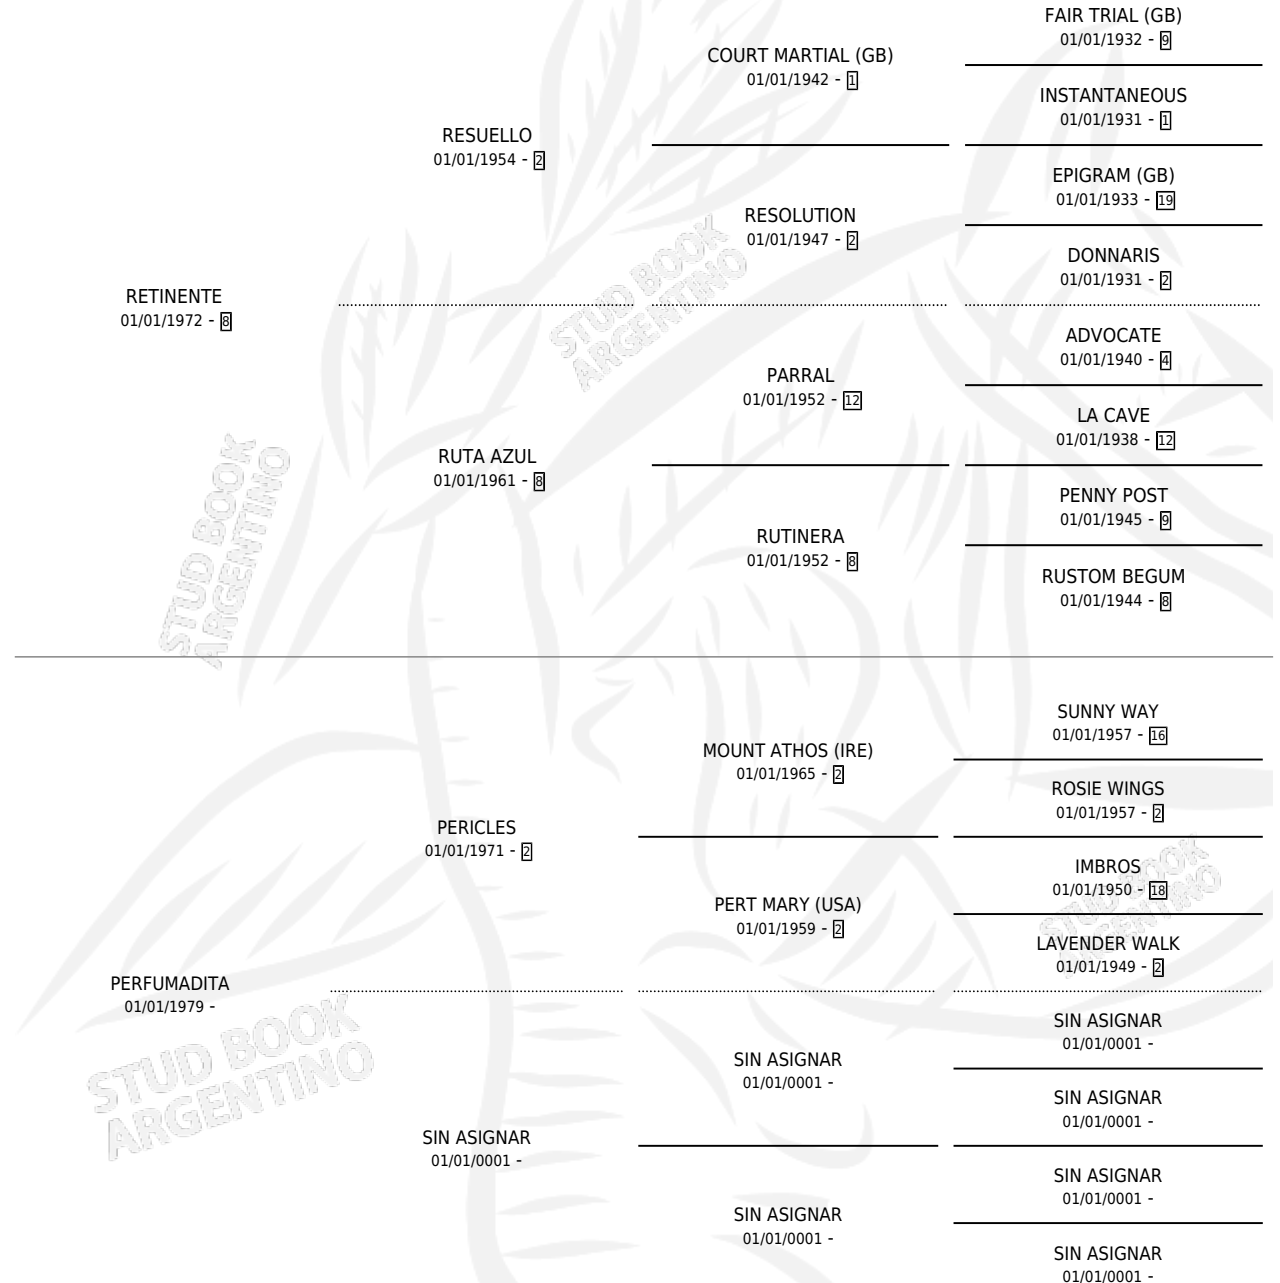 FAIR TRIAL (GB)
01/01/1932 - 9
COURT MARTIAL (GB)
01/01/1942 - 1
INSTANTANEOUS
01/01/1931 - 1
RESUELLO
01/01/1954 - 2
EPIGRAM (GB)
01/01/1933 - 19
RESOLUTION
01/01/1947 - 2
DONNARIS
01/01/1931 - 2
RETINENTE
01/01/1972 - 8
ADVOCATE
01/01/1940 - 4
PARRAL
01/01/1952 - 12
LA CAVE
01/01/1938 - 12
RUTA AZUL
01/01/1961 - 8
PENNY POST
01/01/1945 - 9
RUTINERA
01/01/1952 - 8
RUSTOM BEGUM
01/01/1944 - 8
SUNNY WAY
01/01/1957 - 16
MOUNT ATHOS (IRE)
01/01/1965 - 2
ROSIE WINGS
01/01/1957 - 2
PERICLES
01/01/1971 - 2
IMBROS
01/01/1950 - 18
PERT MARY (USA)
01/01/1959 - 2
LAVENDER WALK
01/01/1949 - 2
PERFUMADITA
01/01/1979 -
SIN ASIGNAR
01/01/0001 -
SIN ASIGNAR
01/01/0001 -
SIN ASIGNAR
01/01/0001 -
SIN ASIGNAR
01/01/0001 -
SIN ASIGNAR
01/01/0001 -
SIN ASIGNAR
01/01/0001 -
SIN ASIGNAR
01/01/0001 -
STUD BOOK
ARGENTINO
STUD BOOK
ARGENTINO
STUD BOOK
ARGENTINO
STUD BOOK
ARGENTINO